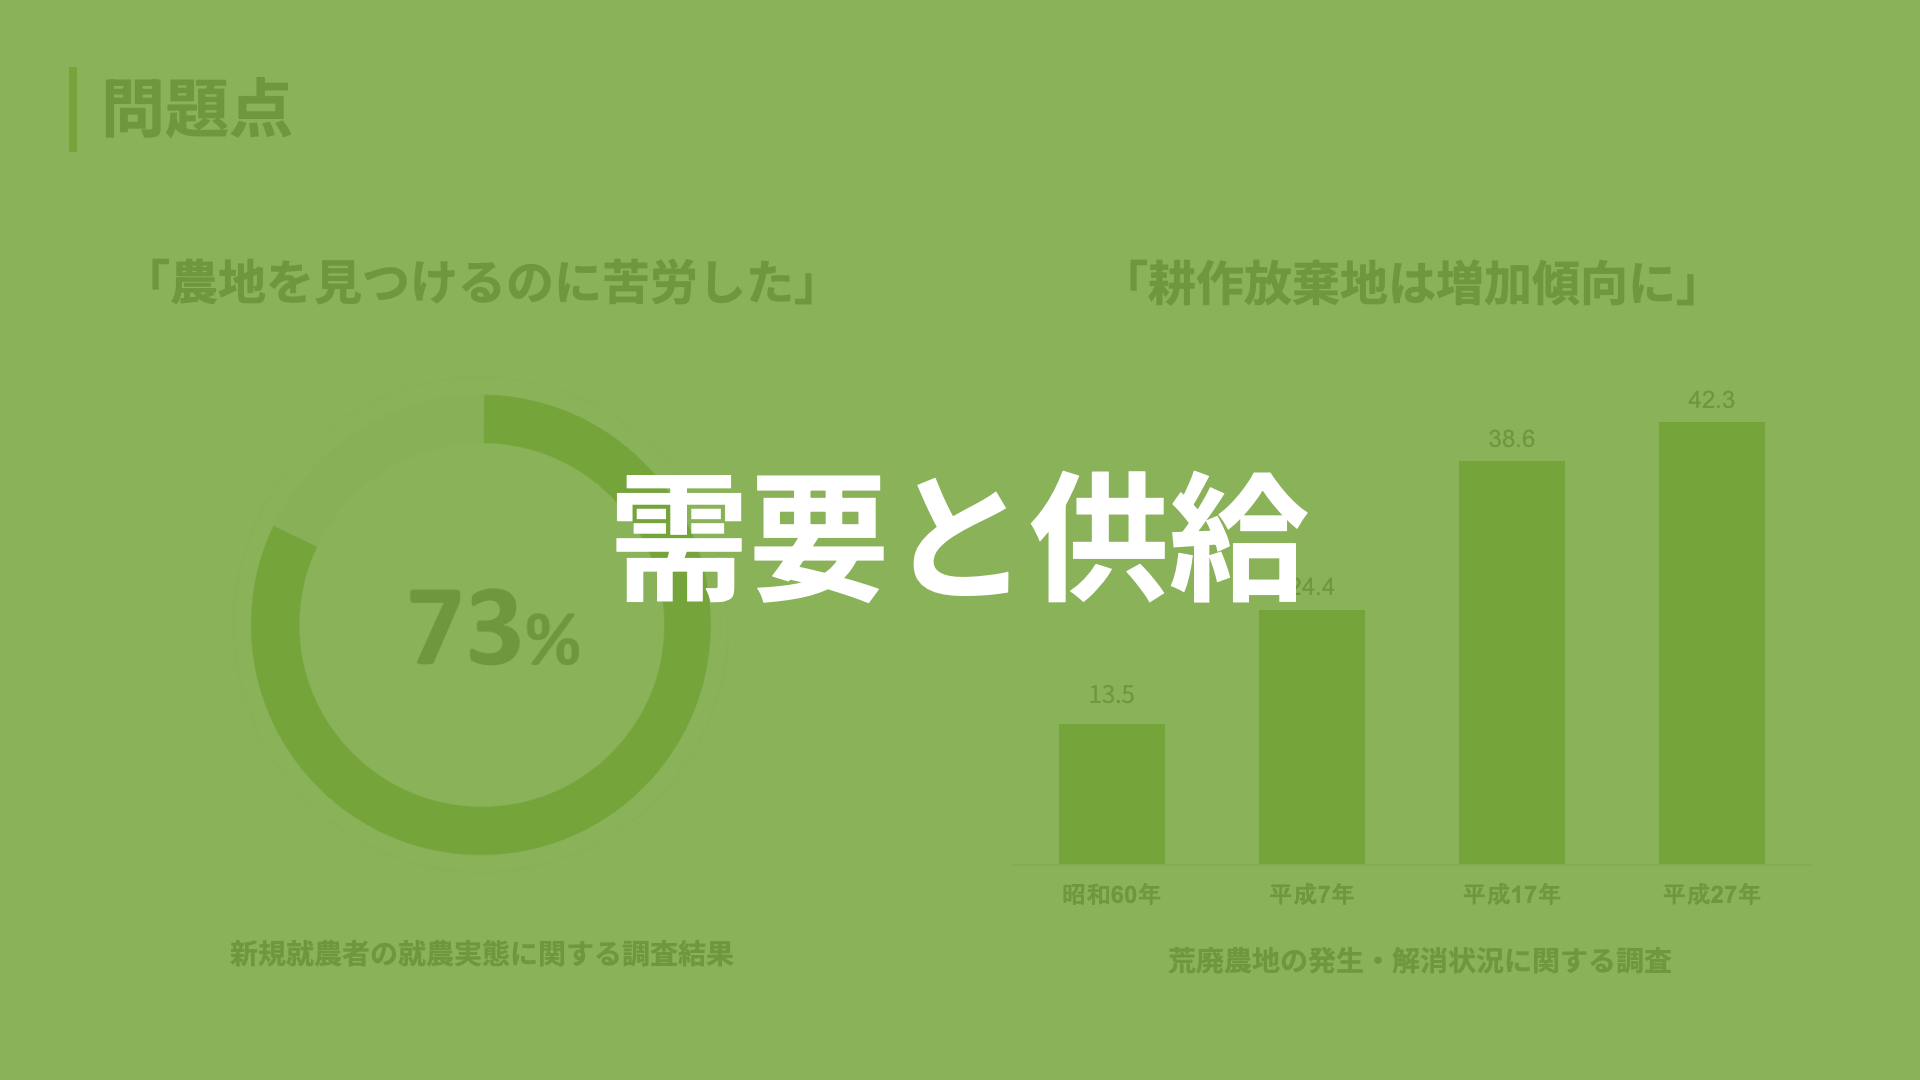 問題点
「農地を見つけるのに苦労した」
「耕作放棄地は増加傾向に」
需要と供給
73%
13.5
24.4
38.6
42.3
昭和60年
平成7年
平成17年
平成27年
新規就農者の就農実態に関する調査結果
荒廃農地の発生・解消状況に関する調査